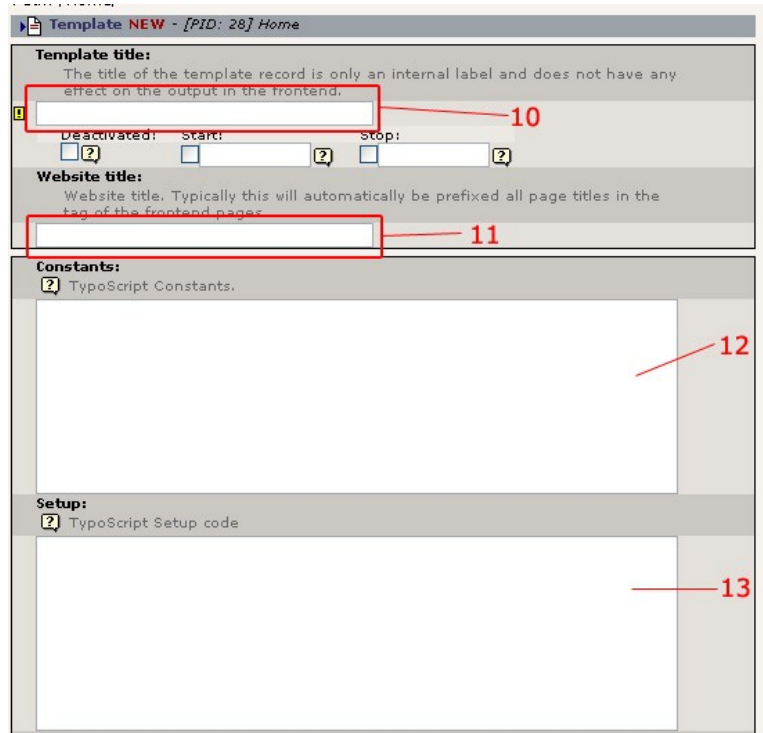 Template NEW - [PID: 28] Home
Template title:
The title of the template record is only an internal label and does not have any
effect on the output in the frontend.
10
Deactivated: Start: Stop:
Website title:
Website title. Typically this will automatically be prefixed all page titles in the
tag of the frontend pages
11
Constants:
TypoScript Constants.
12
Setup:
TypoScript Setup code
13